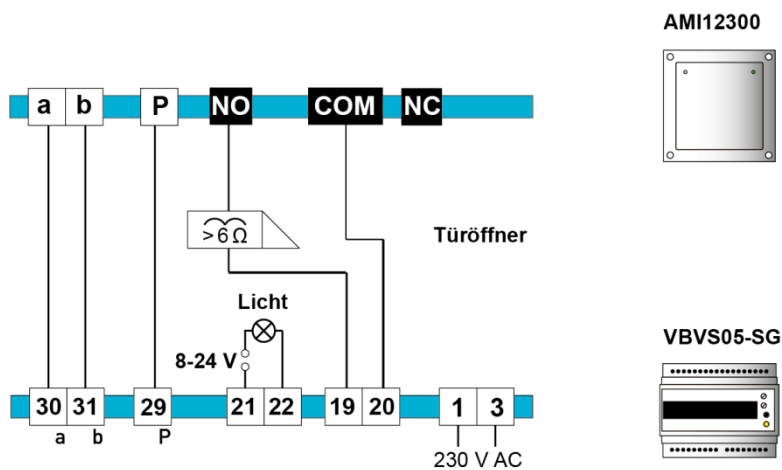 AMI12300
a b P NO COM NC
>6 Ω
Türöffner
Licht
8-24 V
VBVS05-SG
30 31 29 21 22 19 20 1 3
a b P
230 V AC